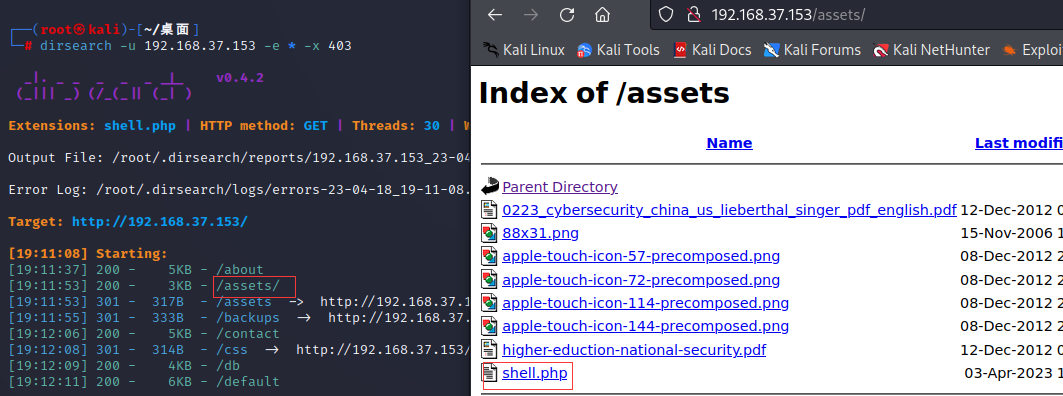 ┌──(root㉿kali)-[~/桌面]
└─# dirsearch -u 192.168.37.153 -e * -x 403
v0.4.2
Extensions: shell.php | HTTP method: GET | Threads: 30 |
Output File: /root/.dirsearch/reports/192.168.37.153_23-04
Error Log: /root/.dirsearch/logs/errors-23-04-18_19-11-08.
Target: http://192.168.37.153/
[19:11:08] Starting:
[19:11:37] 200 -    5KB - /about
[19:11:53] 200 -    3KB - /assets/
[19:11:53] 301 -  317B  - /assets  ->  http://192.168.37.1
[19:11:55] 301 -  333B  - /backups  ->  http://192.168.37.
[19:12:06] 200 -    5KB - /contact
[19:12:08] 301 -  314B  - /css  ->  http://192.168.37.153/
[19:12:09] 200 -    4KB - /db
[19:12:11] 200 -    6KB - /default
192.168.37.153/assets/
Kali Linux Kali Tools Kali Docs Kali Forums Kali NetHunter Exploi
Index of /assets
Name Last modifi
Parent Directory
0223_cybersecurity_china_us_lieberthal_singer_pdf_english.pdf 12-Dec-2012 0
88x31.png 15-Nov-2006 1
apple-touch-icon-57-precomposed.png 08-Dec-2012 0
apple-touch-icon-72-precomposed.png 08-Dec-2012 0
apple-touch-icon-114-precomposed.png 08-Dec-2012 0
apple-touch-icon-144-precomposed.png 08-Dec-2012 0
higher-eduction-national-security.pdf 12-Dec-2012 0
shell.php 03-Apr-2023 1